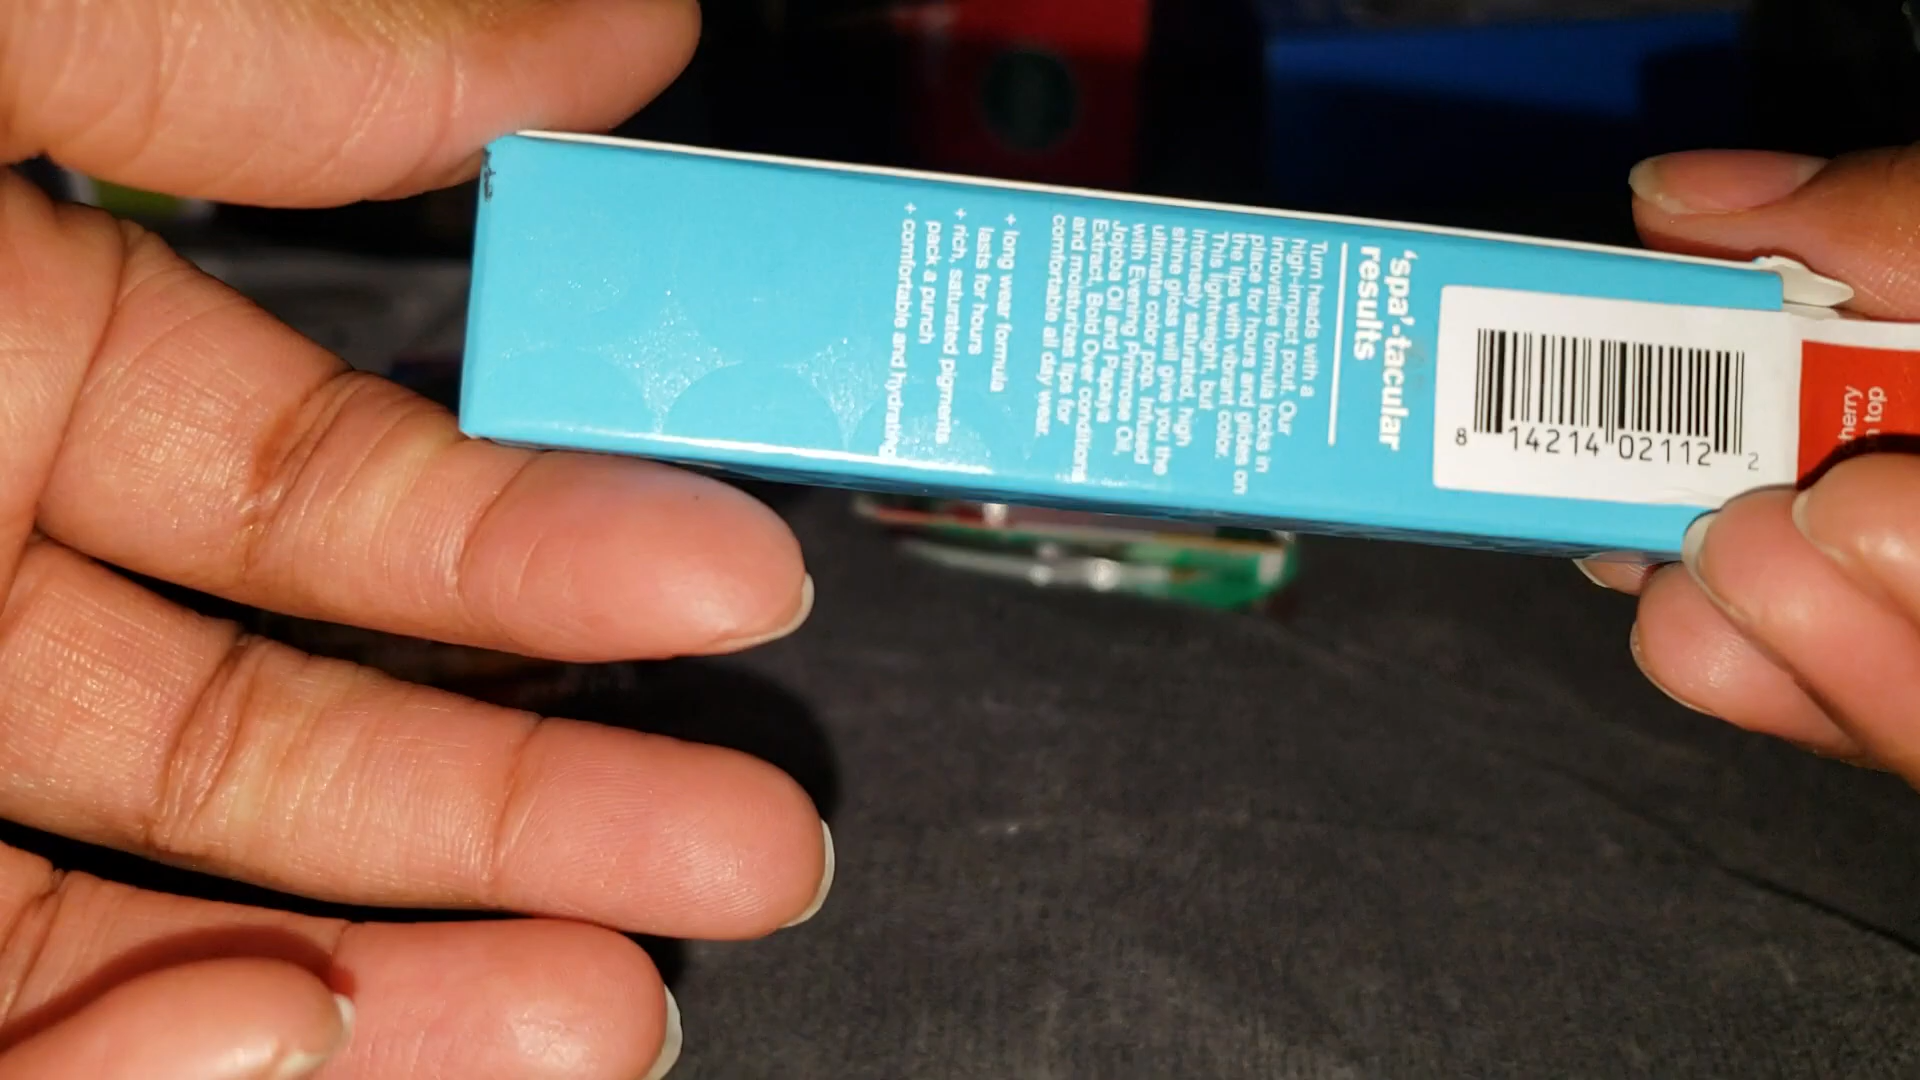 herry
n top
8 14214 02112 2
'spa'-tacular
results
Turn heads with a
high-impact pout. Our
innovative formula locks in
place for hours and glides on
the lips with vibrant color.
This lightweight, but
intensely saturated, high
shine gloss will give you the
ultimate color pop. Infused
with Evening Primrose Oil,
Jojoba Oil and Papaya
Extract, Bold Over conditions
and moisturizes lips for
comfortable all day wear.
+ long wear formula
lasts for hours
+ rich, saturated pigments
pack a punch
+ comfortable and hydrating